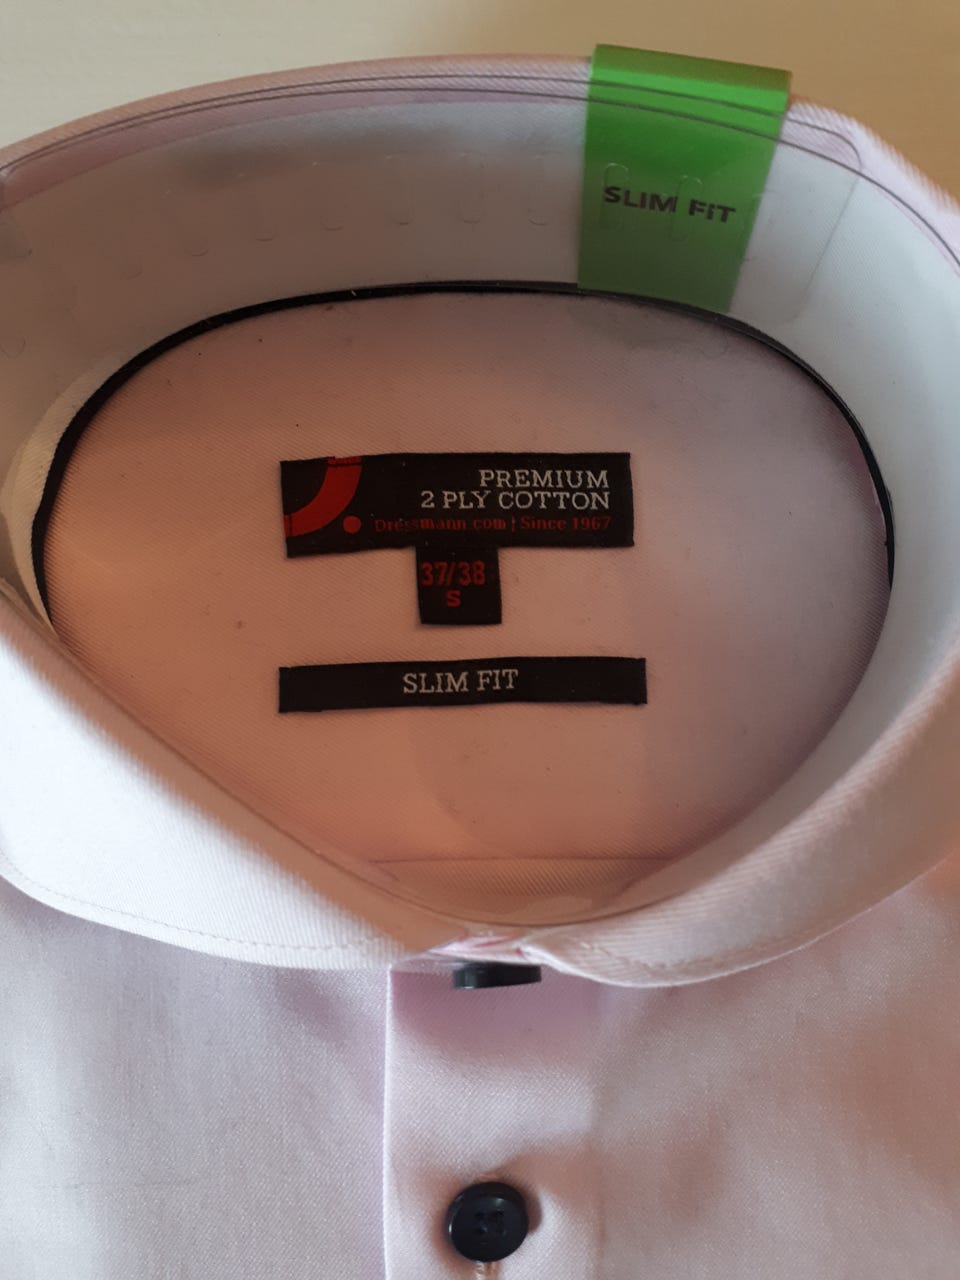 SLIM FIT
PREMIUM
2 PLY COTTON
Dressmann.com | Since 1967
37/38
S
SLIM FIT